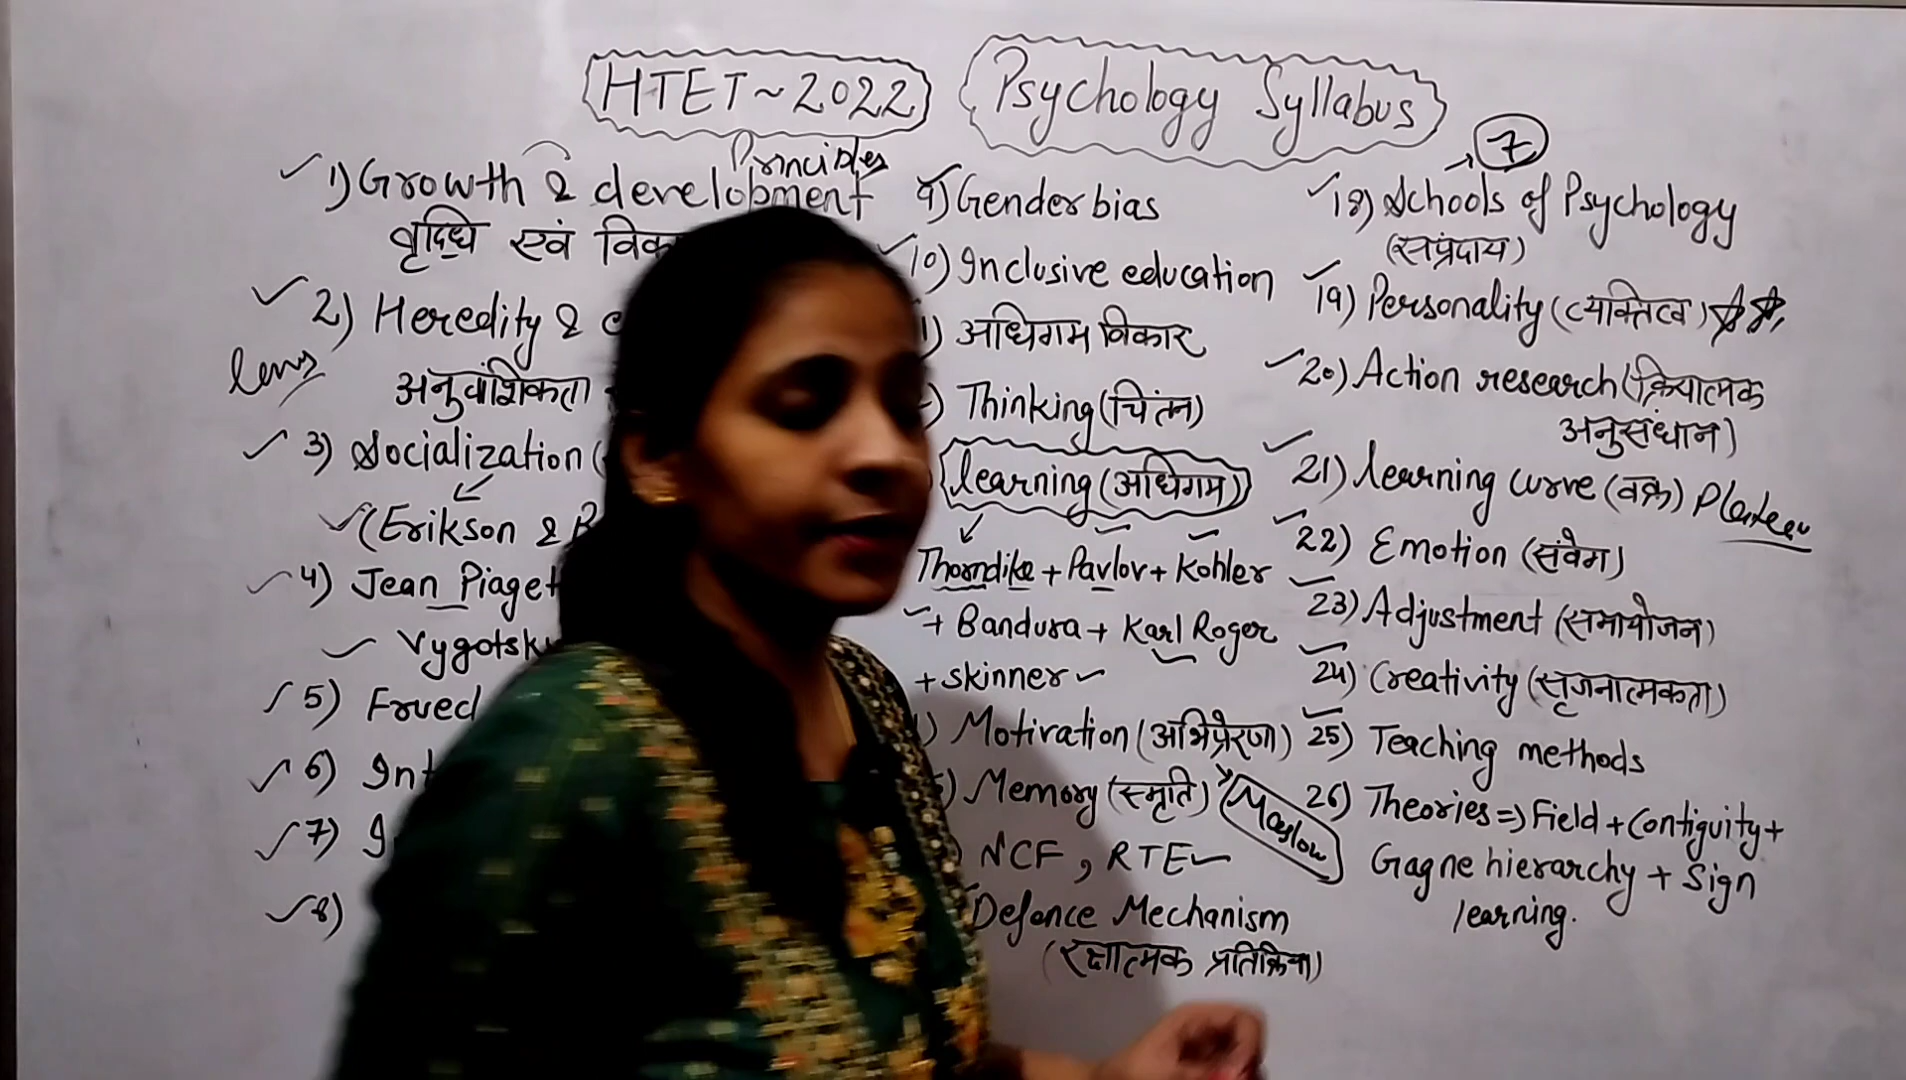 HTET~2022
Psychology Syllabus
Principles
1) Growth & development
वृद्धि एवं
2) Heredity &
laws
अनुवांशिकता
3) Socialization
(Erikson &
4) Jean Piaget
Vygotsky
5) Frued
6)
7)
8)
9) Gender bias
10) Inclusive education
1) अधिगम विकार
) Thinking (चिंतन)
learning (अधिगम)
Thorndike + Pavlov + Kohler
+ Bandura + Karl Roger
+ skinner
) Motivation (अभिप्रेरणा)
5) Memory (स्मृति)
Maslow
) NCF, RTE
Defence Mechanism
(रक्षात्मक प्रतिक्रिया)
7
18) Schools of Psychology
(सप्रंदाय)
19) Personality (व्यक्तित्व)
20) Action research (क्रियात्मक
अनुसंधान)
21) learning curve (वक्र) Plateau
22) Emotion (संवेग)
23) Adjustment (समायोजन)
24) Creativity (सृजनात्मकता)
25) Teaching methods
26) Theories => Field + Contiguity +
Gagne hierarchy + Sign
learning.